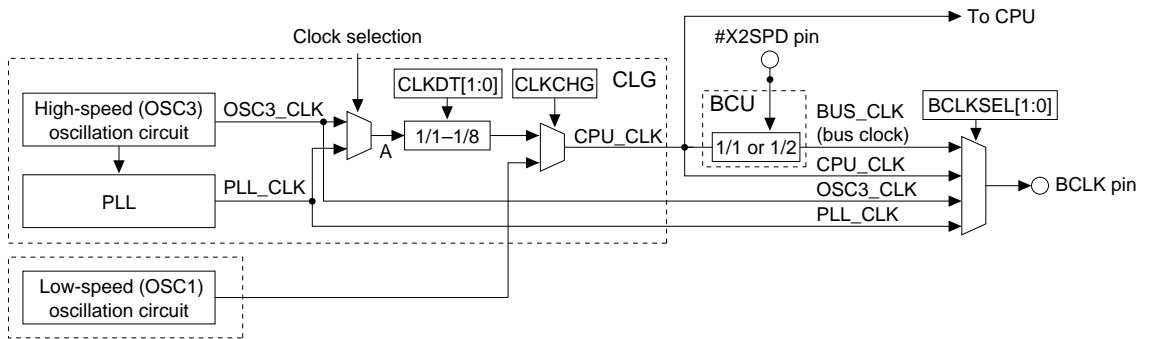 To CPU
Clock selection
#X2SPD pin
CLKDT[1:0]
CLKCHG
CLG
High-speed (OSC3)
oscillation circuit
OSC3_CLK
A
1/1–1/8
CPU_CLK
BCU
1/1 or 1/2
BUS_CLK
(bus clock)
BCLKSEL[1:0]
CPU_CLK
OSC3_CLK
PLL_CLK
BCLK pin
PLL
PLL_CLK
Low-speed (OSC1)
oscillation circuit